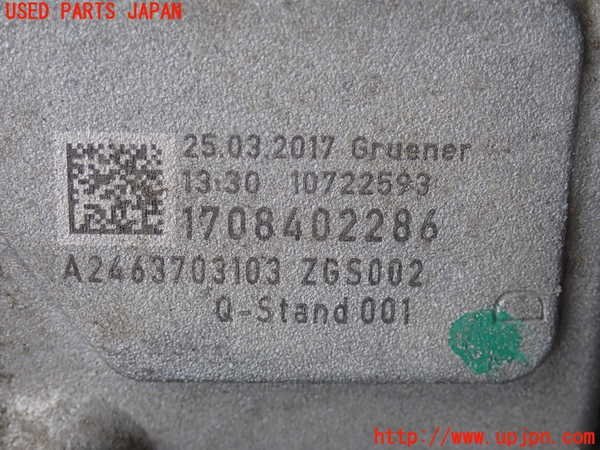 USED PARTS JAPAN
25.03.2017 Gruener
13:30 10722593
1708402286
A2463703103 ZGS002
Q-Stand 001
http://www.upjpn.com/